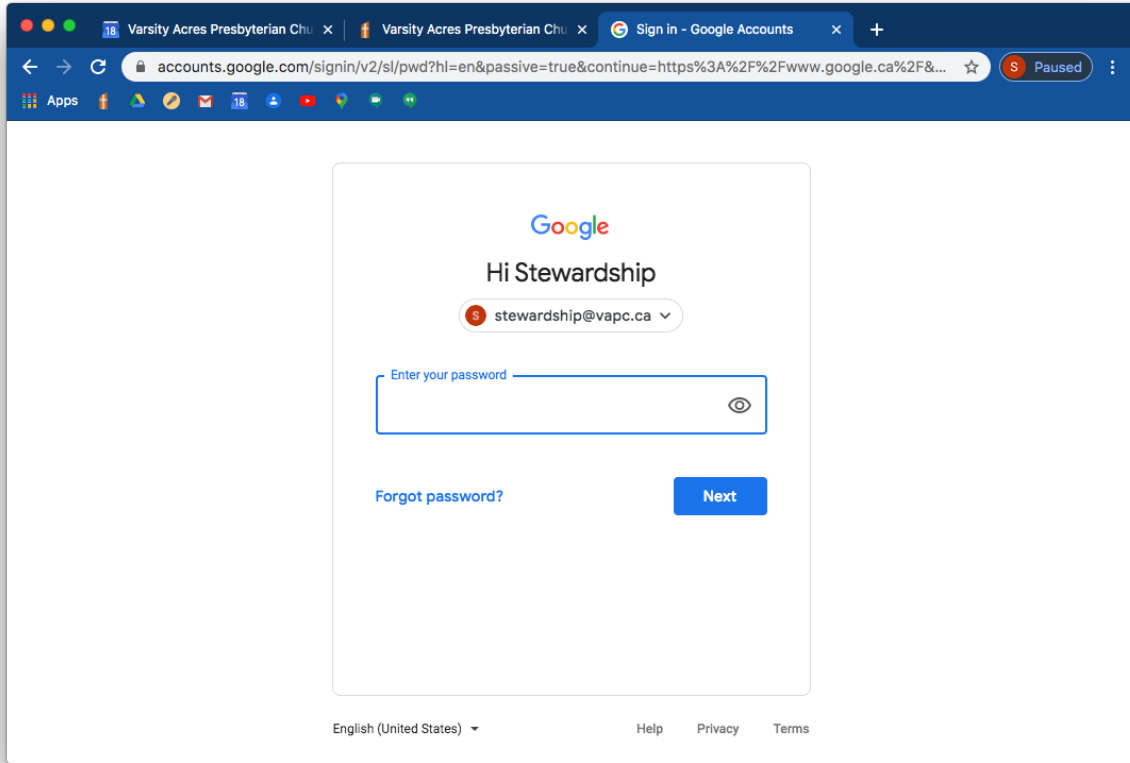 18 Varsity Acres Presbyterian Chu Varsity Acres Presbyterian Chu G Sign in - Google Accounts
accounts.google.com/signin/v2/sl/pwd?hl=en&passive=true&continue=https%3A%2F%2Fwww.google.ca%2F&... S Paused
Apps 18
Google
Hi Stewardship
S stewardship@vapc.ca
Enter your password
Forgot password? Next
English (United States) Help Privacy Terms